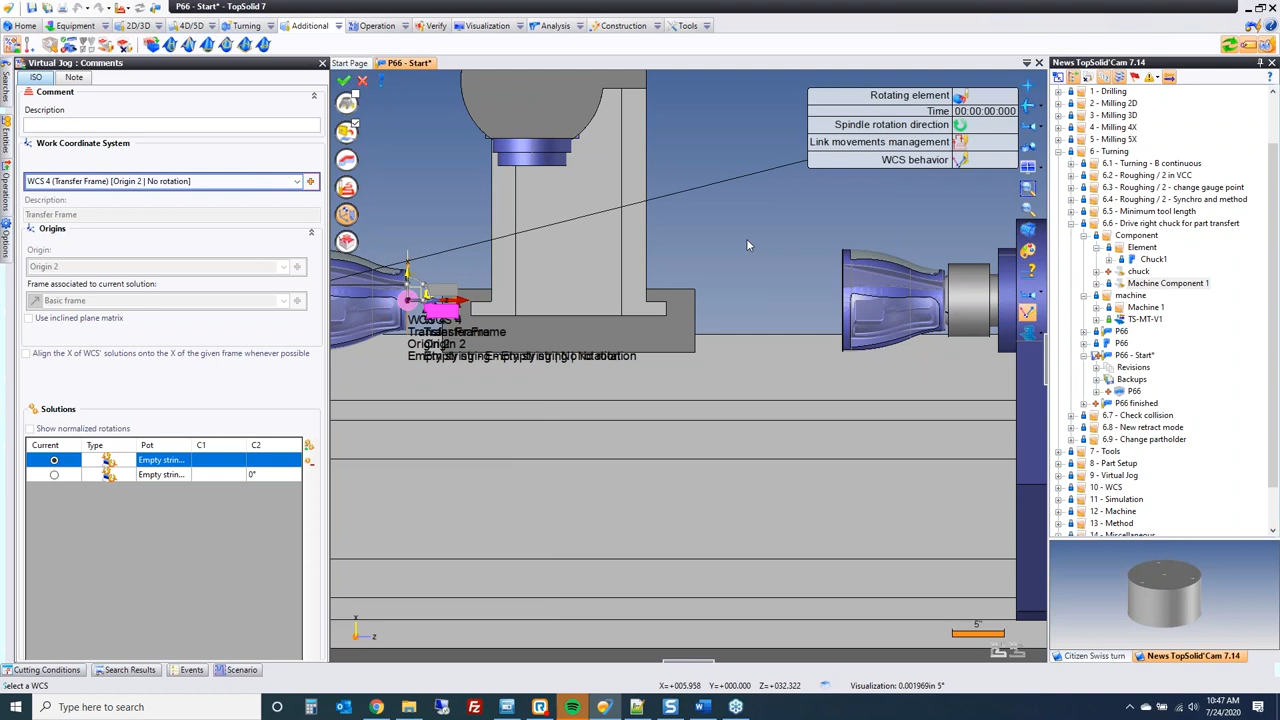 P66 - Start* - TopSolid 7
Home
Equipment
2D/3D
4D/5D
Turning
Additional
Operation
Verify
Visualization
Analysis
Construction
Tools
Virtual Jog : Comments
Start Page
P66 - Start*
News TopSolid'Cam 7.14
ISO
Note
Comment
Description
Work Coordinate System
WCS 4 (Transfer Frame) [Origin 2 | No rotation]
Description:
Transfer Frame
Origins
Origin:
Origin 2
Frame associated to current solution:
Basic frame
Use inclined plane matrix
Align the X of WCS' solutions onto the X of the given frame whenever possible
Solutions
Show normalized rotations
Current Type Pot C1 C2
Empty strin...
Empty strin... 0°
Searches
Entities
Operations
Options
Rotating element
Time 00:00:00:000
Spindle rotation direction
Link movements management
WCS behavior
5"
1 - Drilling
2 - Milling 2D
3 - Milling 3D
4 - Milling 4X
5 - Milling 5X
6 - Turning
6.1 - Turning - B continuous
6.2 - Roughing / 2 in VCC
6.3 - Roughing / 2 - change gauge point
6.4 - Roughing / 2 - Synchro and method
6.5 - Minimum tool length
6.6 - Drive right chuck for part transfert
Component
Element
Chuck1
chuck
Machine Component 1
machine
Machine 1
TS-MT-V1
P66
P66
P66 - Start*
Revisions
Backups
P66
P66 finished
6.7 - Check collision
6.8 - New retract mode
6.9 - Change partholder
7 - Tools
8 - Part Setup
9 - Virtual Jog
10 - WCS
11 - Simulation
12 - Machine
13 - Method
14 - Miscellaneous
Cutting Conditions
Search Results
Events
Scenario
Citizen Swiss turn
News TopSolid'Cam 7.14
Select a WCS
X=+005.958 Y=+000.000 Z=+032.322
Visualization: 0.001969in 5°
Type here to search
10:47 AM
7/24/2020